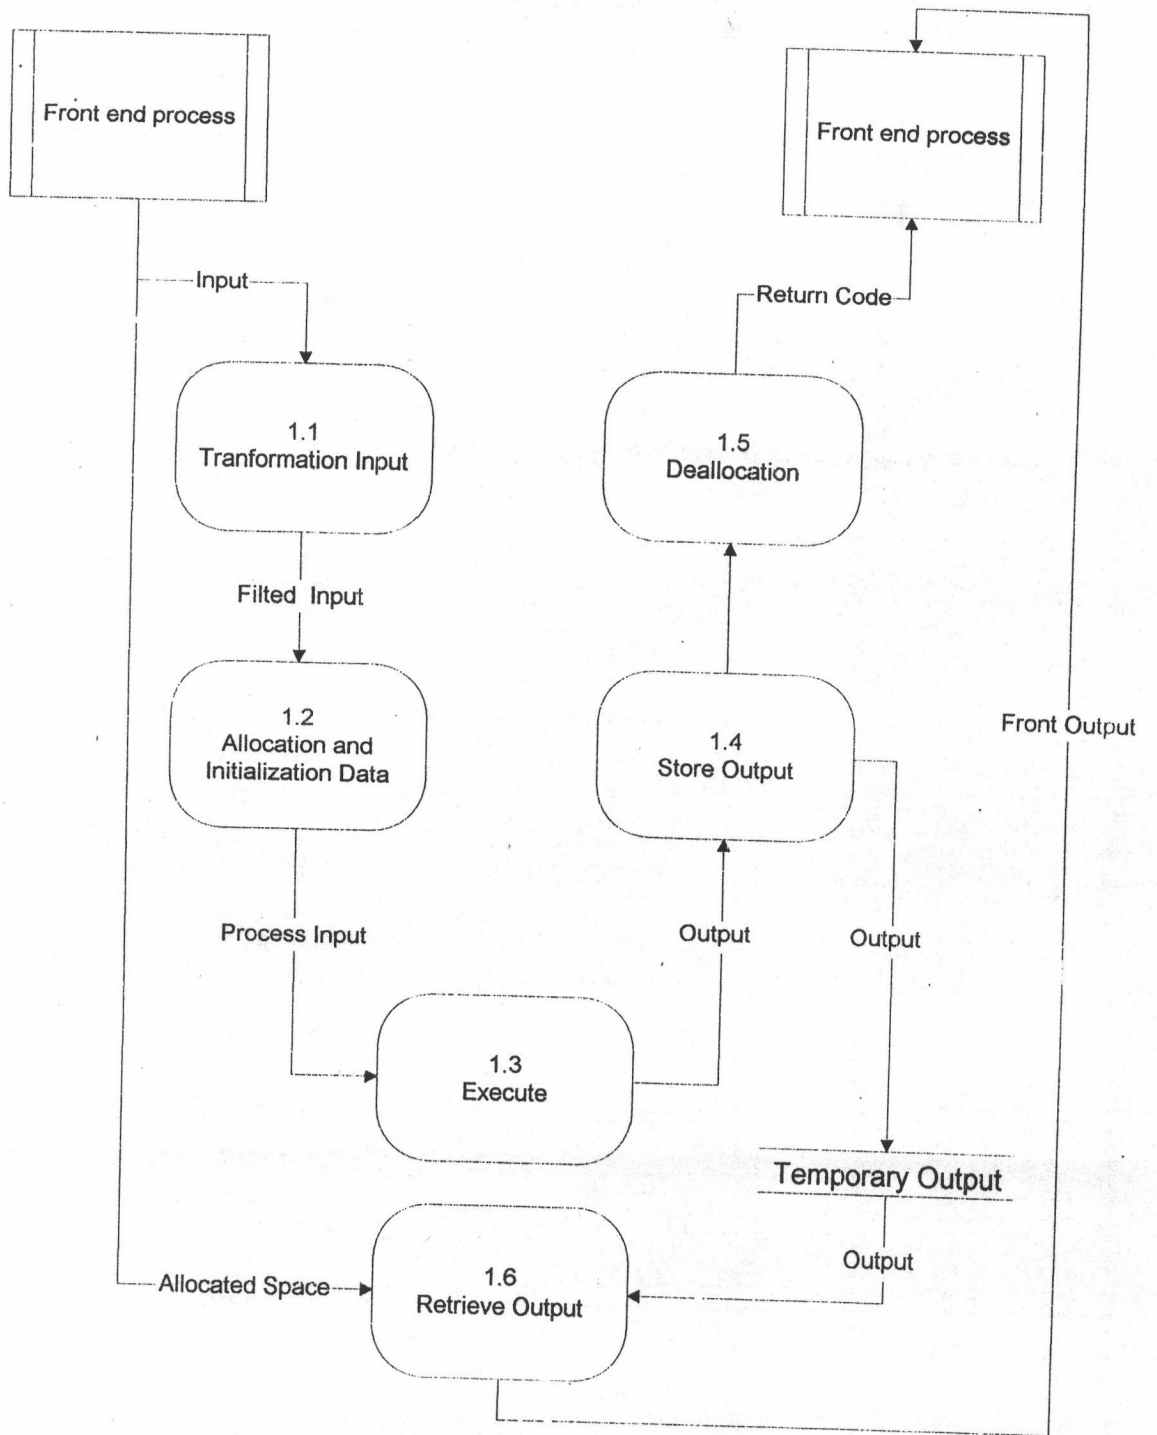 Front end process
Front end process
Input
Return Code
1.1
Tranformation Input
1.5
Deallocation
Filted Input
1.2
Allocation and
Initialization Data
1.4
Store Output
Front Output
Process Input
Output
Output
1.3
Execute
Temporary Output
Output
Allocated Space
1.6
Retrieve Output